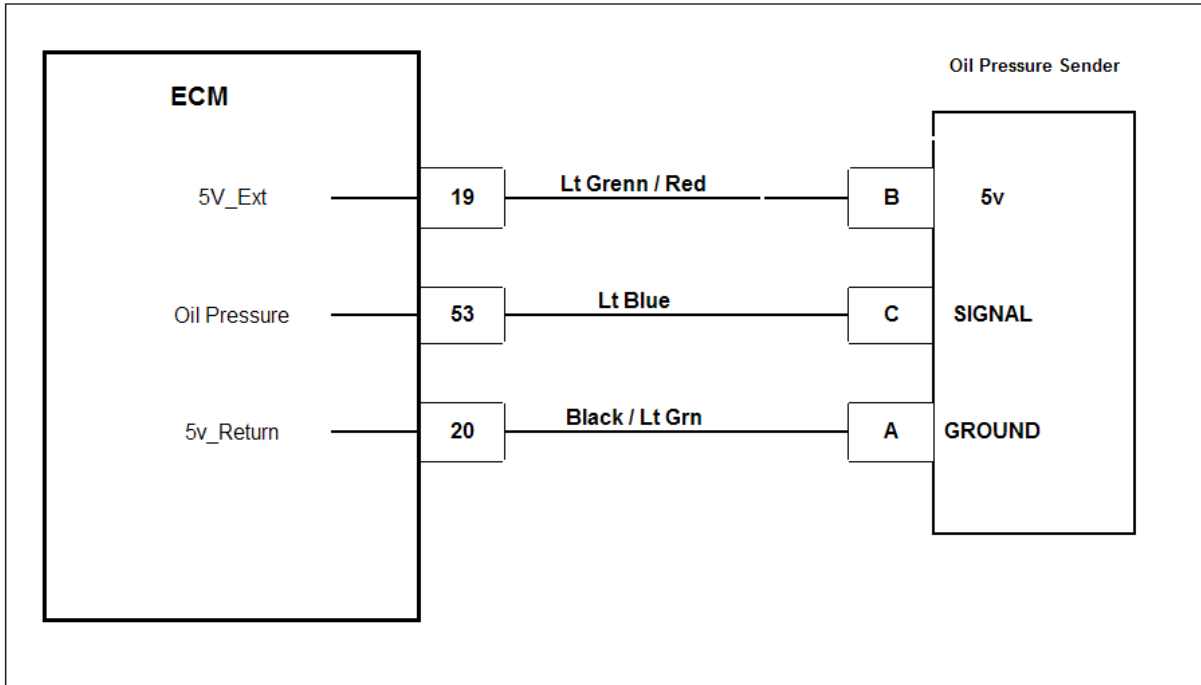 Oil Pressure Sender
ECM
5V_Ext
19
Lt Grenn / Red
B
5v
Oil Pressure
53
Lt Blue
C
SIGNAL
5v_Return
20
Black / Lt Grn
A
GROUND